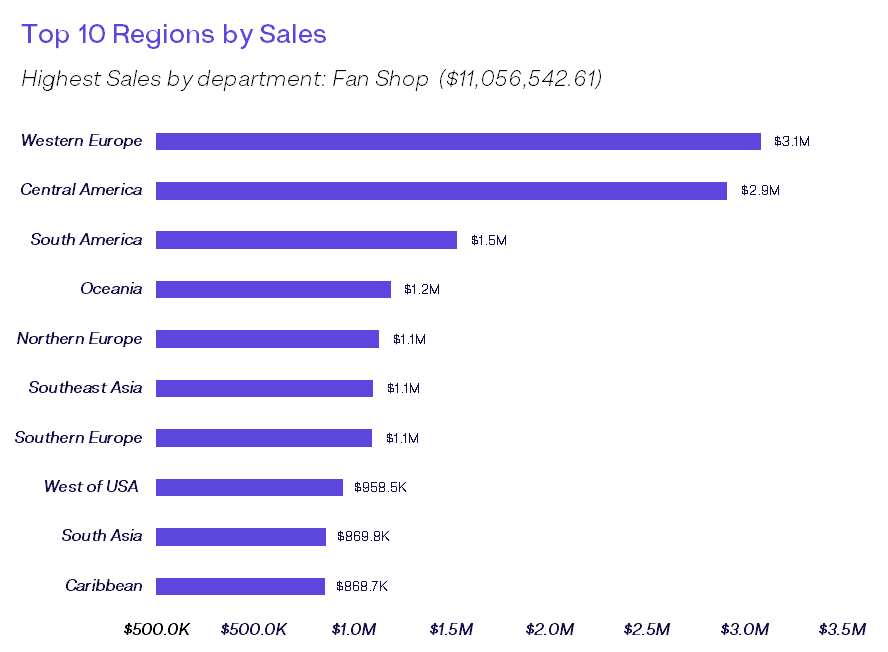 Top 10 Regions by Sales
Highest Sales by department: Fan Shop ($11,056,542.61)
Western Europe $3.1M
Central America $2.9M
South America $1.5M
Oceania $1.2M
Northern Europe $1.1M
Southeast Asia $1.1M
Southern Europe $1.1M
West of USA $958.5K
South Asia $869.8K
Caribbean $868.7K
$500.0K $500.0K $1.0M $1.5M $2.0M $2.5M $3.0M $3.5M